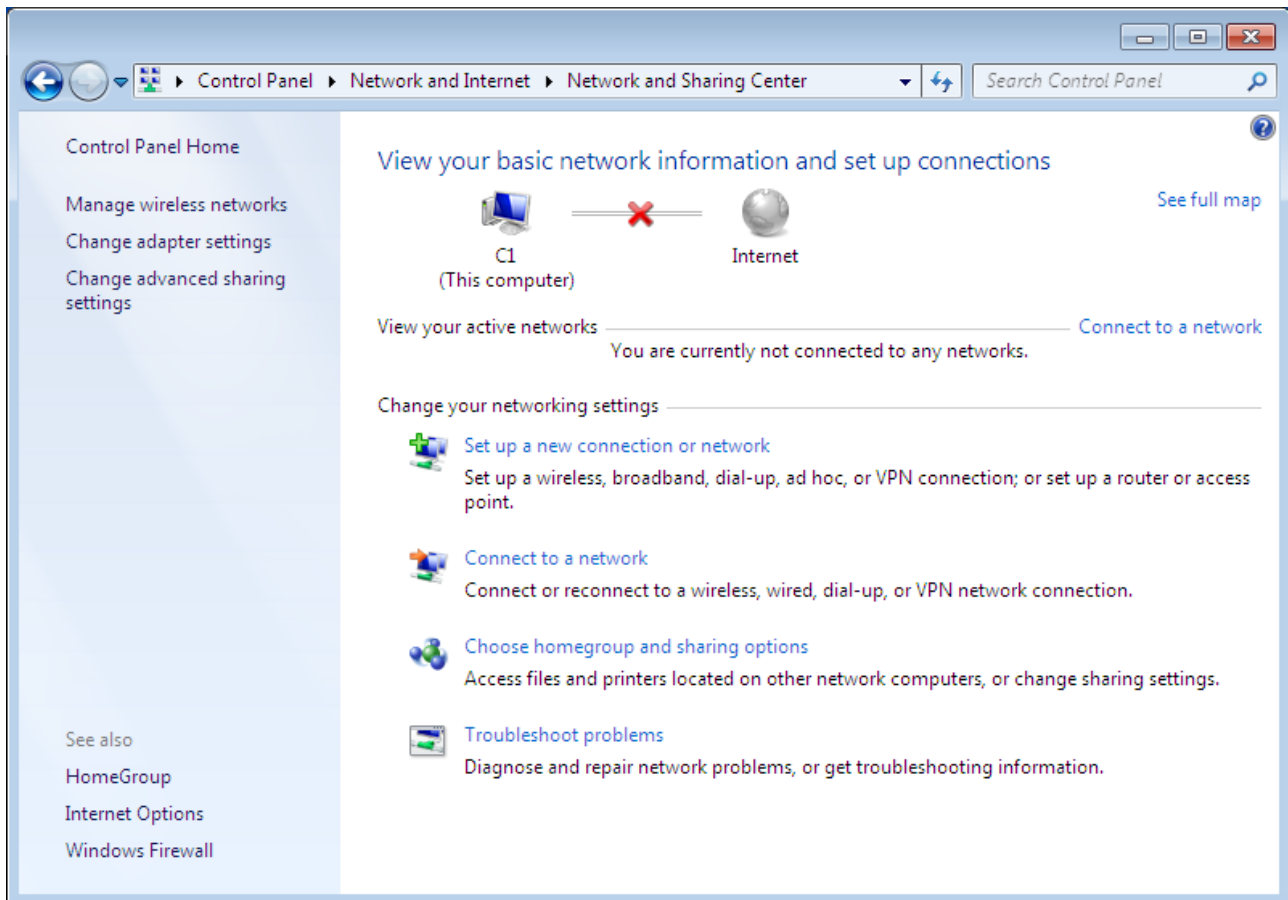 Control Panel Network and Internet Network and Sharing Center Search Control Panel
Control Panel Home
Manage wireless networks
Change adapter settings
Change advanced sharing
settings
See also
HomeGroup
Internet Options
Windows Firewall
View your basic network information and set up connections
See full map
C1
(This computer)
Internet
View your active networks Connect to a network
You are currently not connected to any networks.
Change your networking settings
Set up a new connection or network
Set up a wireless, broadband, dial-up, ad hoc, or VPN connection; or set up a router or access
point.
Connect to a network
Connect or reconnect to a wireless, wired, dial-up, or VPN network connection.
Choose homegroup and sharing options
Access files and printers located on other network computers, or change sharing settings.
Troubleshoot problems
Diagnose and repair network problems, or get troubleshooting information.